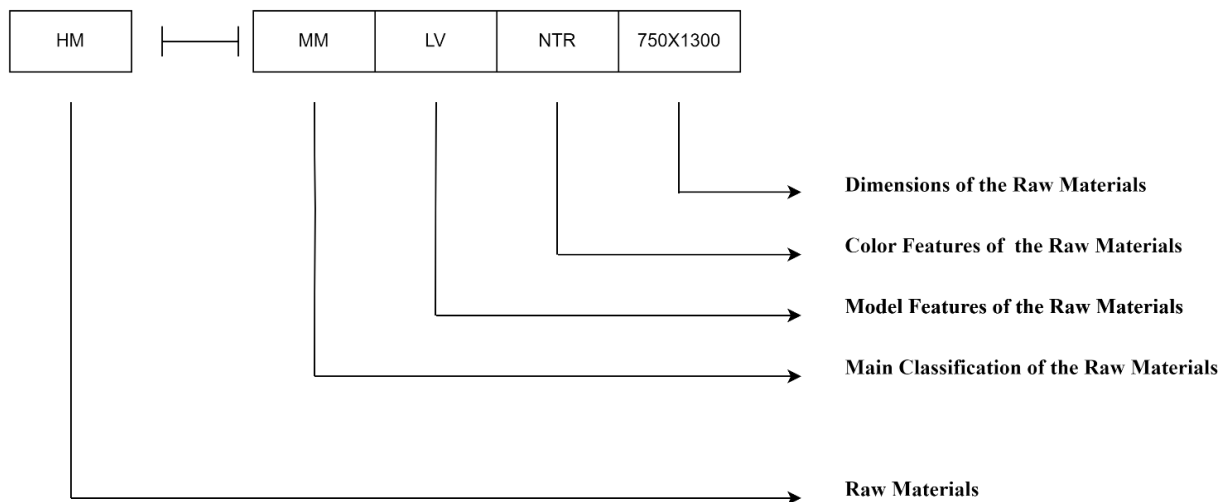 HM MM LV NTR 750X1300
Dimensions of the Raw Materials
Color Features of the Raw Materials
Model Features of the Raw Materials
Main Classification of the Raw Materials
Raw Materials